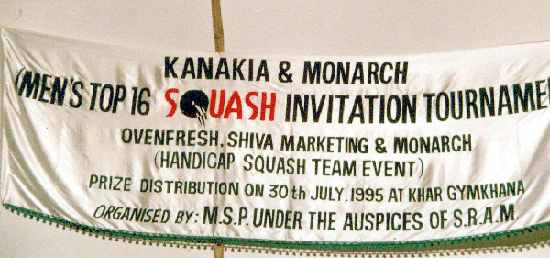 KANAKIA & MONARCH
(MEN'S TOP 16 SQUASH INVITATION TOURNAME
OVENFRESH, SHIVA MARKETING & MONARCH
(HANDICAP SQUASH TEAM EVENT)
PRIZE DISTRIBUTION ON 30th JULY.1995 AT KHAR GYMKHANA
ORGANISED BY: M.S.P. UNDER THE AUSPICES OF S.R.A.M